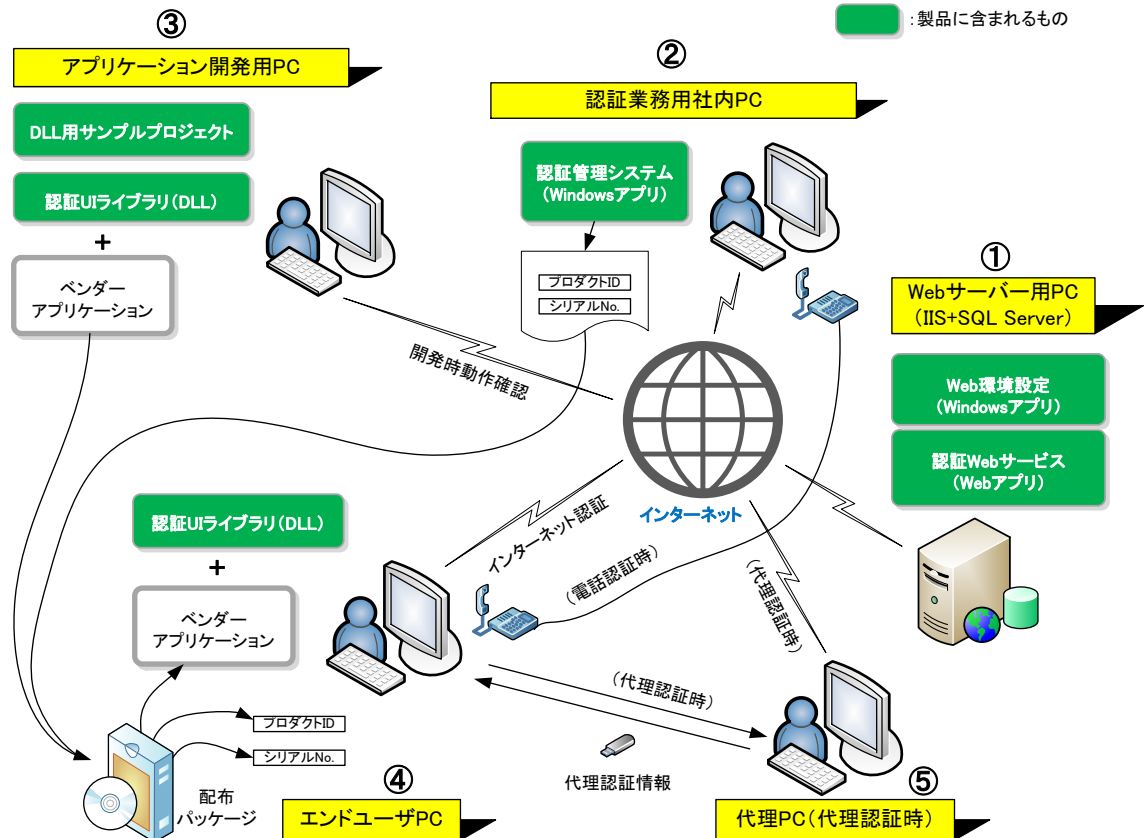 ：製品に含まれるもの
③
アプリケーション開発用PC
DLL用サンプルプロジェクト
認証UIライブラリ(DLL)
+
ベンダー
アプリケーション
②
認証業務用社内PC
認証管理システム
(Windowsアプリ)
プロダクトID
シリアルNo.
①
Webサーバー用PC
(IIS+SQL Server)
Web環境設定
(Windowsアプリ)
認証Webサービス
(Webアプリ)
開発時動作確認
インターネット
インターネット認証
(電話認証時)
(代理認証時)
認証UIライブラリ(DLL)
+
ベンダー
アプリケーション
プロダクトID
シリアルNo.
配布
パッケージ
(代理認証時)
代理認証情報
④
エンドユーザPC
⑤
代理PC(代理認証時)